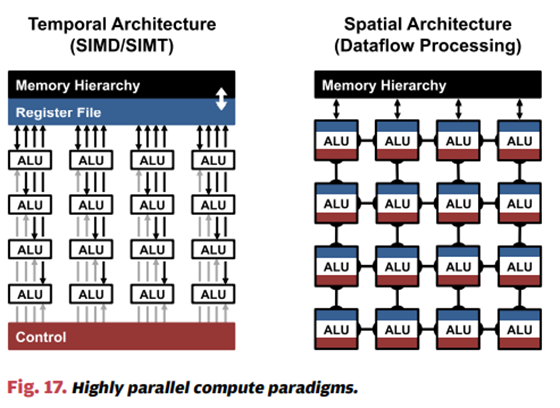 Temporal Architecture
(SIMD/SIMT)
Memory Hierarchy
Register File
ALU ALU ALU ALU
ALU ALU ALU ALU
ALU ALU ALU ALU
ALU ALU ALU ALU
Control
Spatial Architecture
(Dataflow Processing)
Memory Hierarchy
ALU ALU ALU ALU
ALU ALU ALU ALU
ALU ALU ALU ALU
ALU ALU ALU ALU
Fig. 17. Highly parallel compute paradigms.